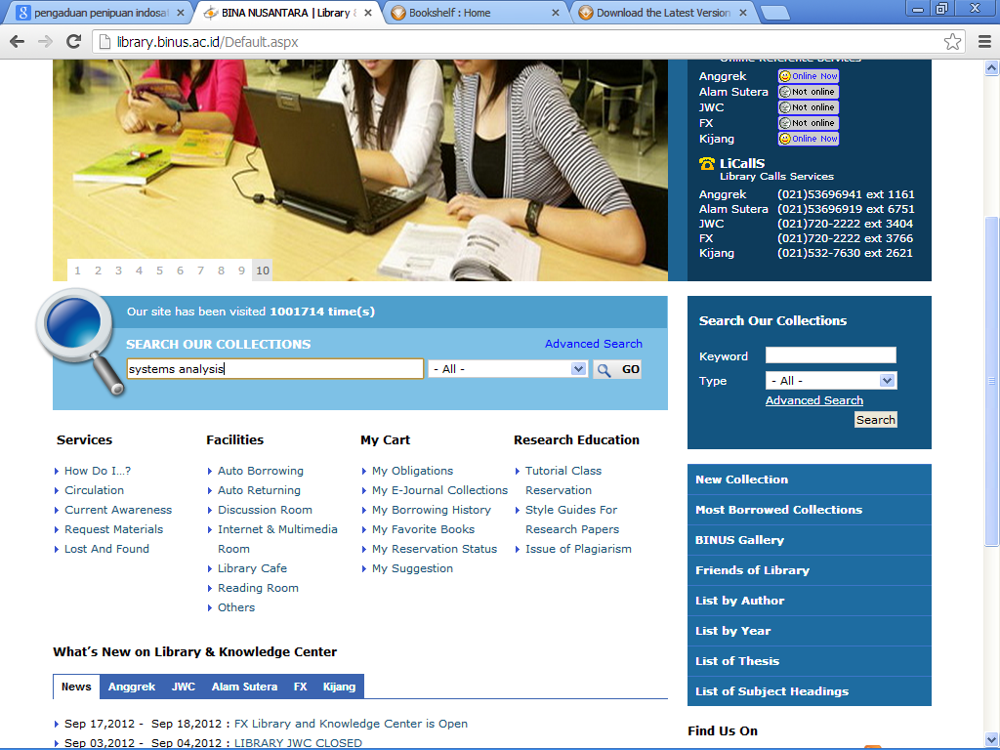 pengaduan penipuan indosat
BINA NUSANTARA | Library &
Bookshelf : Home
Download the Latest Version
library.binus.ac.id/Default.aspx
Online Reference Services
Anggrek Online Now
Alam Sutera Not online
JWC Not online
FX Not online
Kijang Online Now
LiCallS
Library Calls Services
Anggrek (021)53696941 ext 1161
Alam Sutera (021)53696919 ext 6751
JWC (021)720-2222 ext 3404
FX (021)720-2222 ext 3766
Kijang (021)532-7630 ext 2621
1 2 3 4 5 6 7 8 9 10
Our site has been visited 1001714 time(s)
SEARCH OUR COLLECTIONS Advanced Search
systems analysis - All - GO
Search Our Collections
Keyword
Type - All -
Advanced Search
Search
Services
How Do I...?
Circulation
Current Awareness
Request Materials
Lost And Found
Facilities
Auto Borrowing
Auto Returning
Discussion Room
Internet & Multimedia
Room
Library Cafe
Reading Room
Others
My Cart
My Obligations
My E-Journal Collections
My Borrowing History
My Favorite Books
My Reservation Status
My Suggestion
Research Education
Tutorial Class
Reservation
Style Guides For
Research Papers
Issue of Plagiarism
New Collection
Most Borrowed Collections
BINUS Gallery
Friends of Library
List by Author
List by Year
List of Thesis
List of Subject Headings
What's New on Library & Knowledge Center
News Anggrek JWC Alam Sutera FX Kijang
Sep 17,2012 - Sep 18,2012 : FX Library and Knowledge Center is Open
Sep 03,2012 - Sep 04,2012 : LIBRARY JWC CLOSED
Find Us On